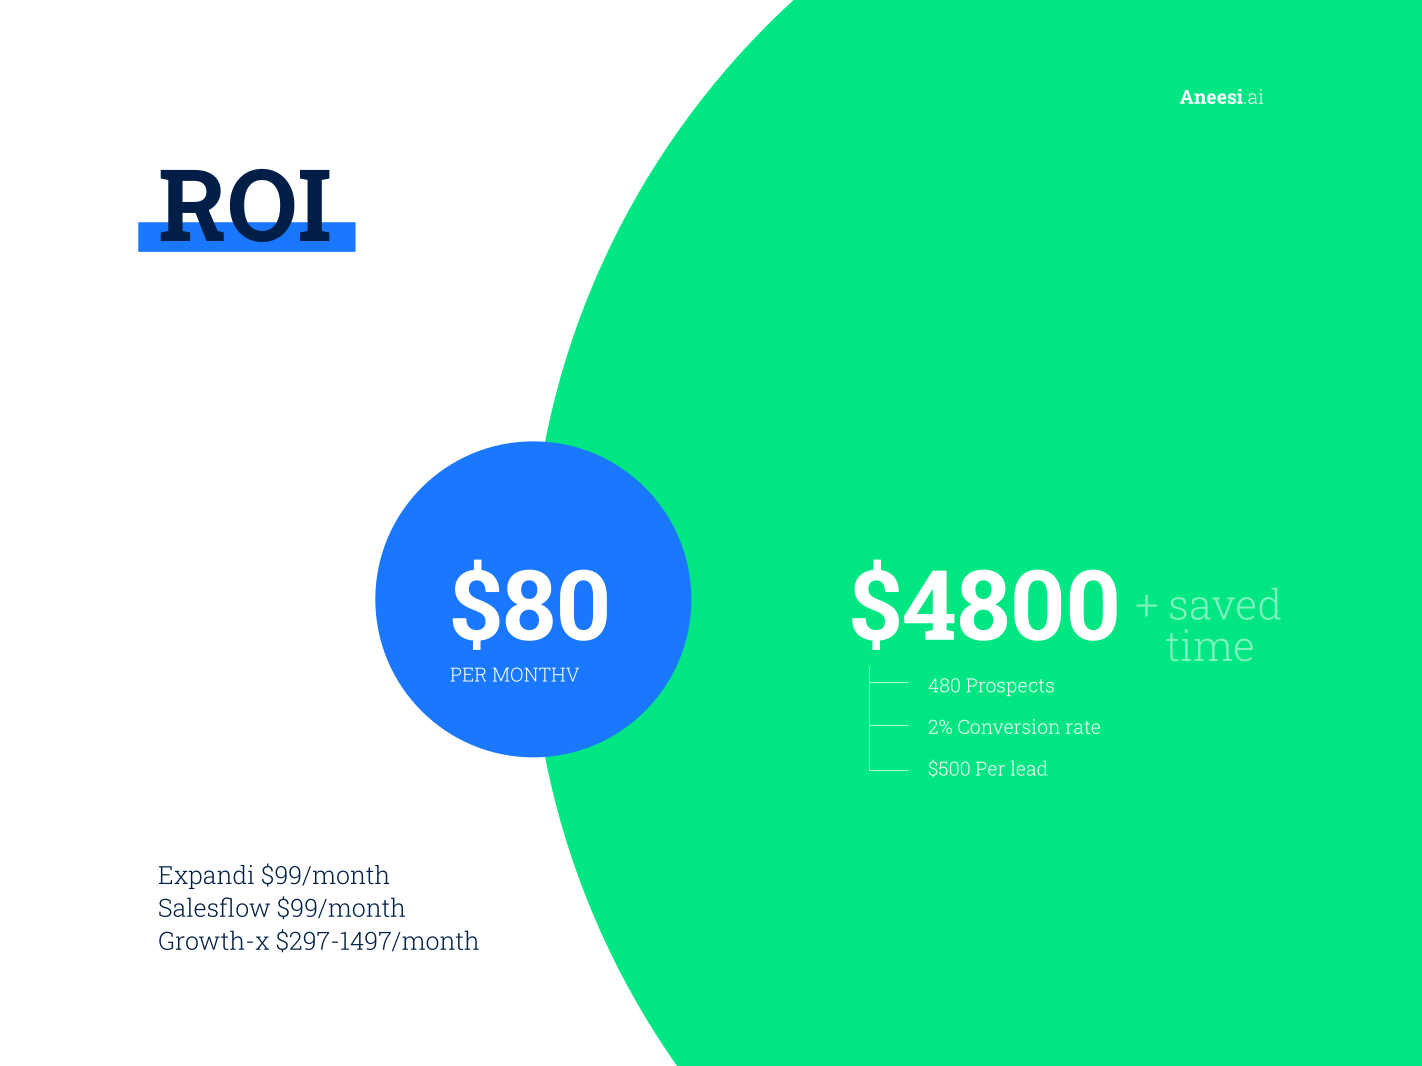 Aneesi.ai
ROI
$80
PER MONTHV
$4800 + saved
time
480 Prospects
2% Conversion rate
$500 Per lead
Expandi $99/month
Salesflow $99/month
Growth-x $297-1497/month